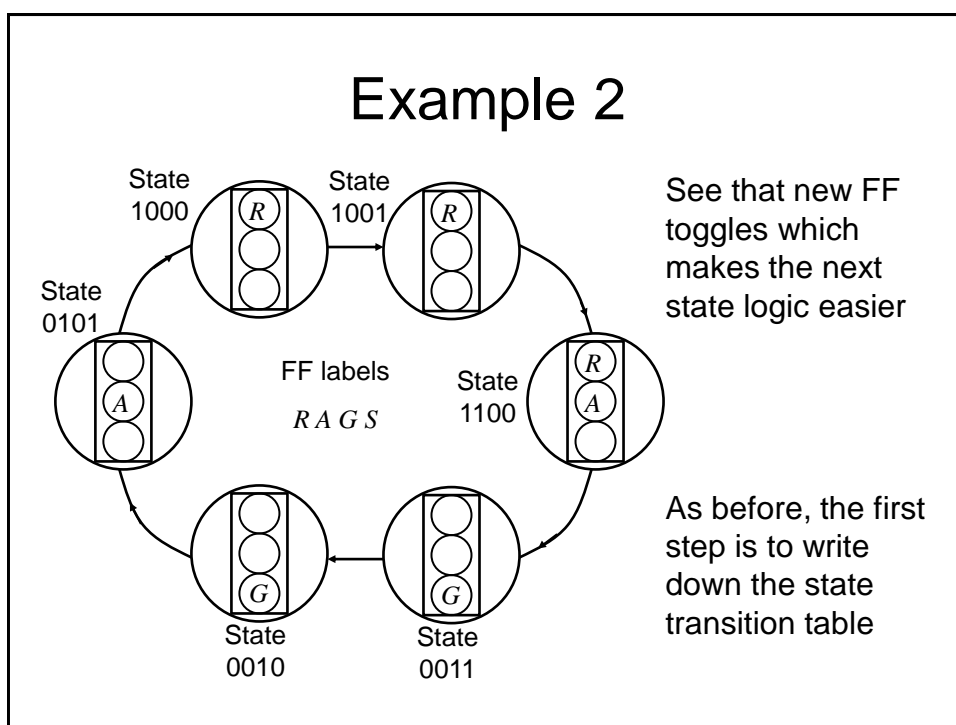 Example 2
State
1000
R
State
1001
R
See that new FF
toggles which
makes the next
state logic easier
State
0101
A
FF labels
R A G S
State
1100
R
A
G
State
0010
G
State
0011
As before, the first
step is to write
down the state
transition table